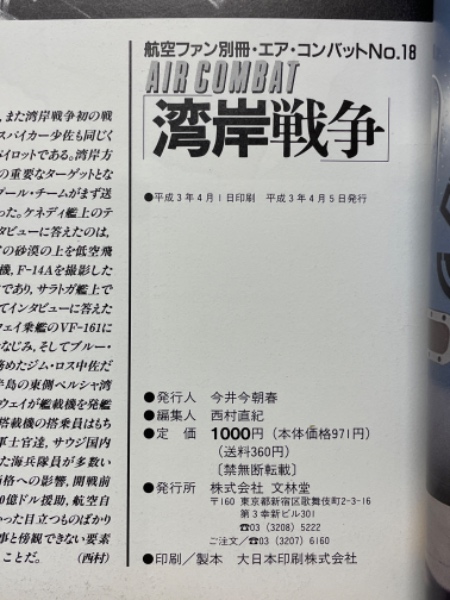 航空ファン別冊・エア・コンバットNo.18
AIR COMBAT
「湾岸戦争」
●平成3年4月1日印刷 平成3年4月5日発行
●発行人 今井今朝春
●編集人 西村直紀
●定 価 1000円(本体価格971円)
(送料360円)
〔禁無断転載〕
●発行所 株式会社 文林堂
〒160 東京都新宿区歌舞伎町2-3-16
第3幸新ビル301
☎03(3208)5222
ご注文/☎03(3207)6160
●印刷/製本 大日本印刷株式会社
、また湾岸戦争初の戦
スパイカー少佐も同じく
パイロットである。湾岸方
の重要なターゲットとな
プール・チームがまず送
った。ケネディ艦上のテ
タビューに答えたのは,
の砂漠の上を低空飛
機, F-14Aを撮影した
であり, サラトガ艦上で
てインタビューに答えた
ウェイ乗艦のVF-161に
なじみ, そしてブルー・
務めたジム・ロス中佐だ
半島の東側ペルシャ湾
ウェイが艦載機を発艦
搭載機の搭乗員はもち
軍士官達, サウジ国内
た海兵隊員が多数い
価格への影響, 開戦前
0億ドル援助, 航空自
かった目立つものばかり
事と傍観できない要素
ことだ。 (西村)